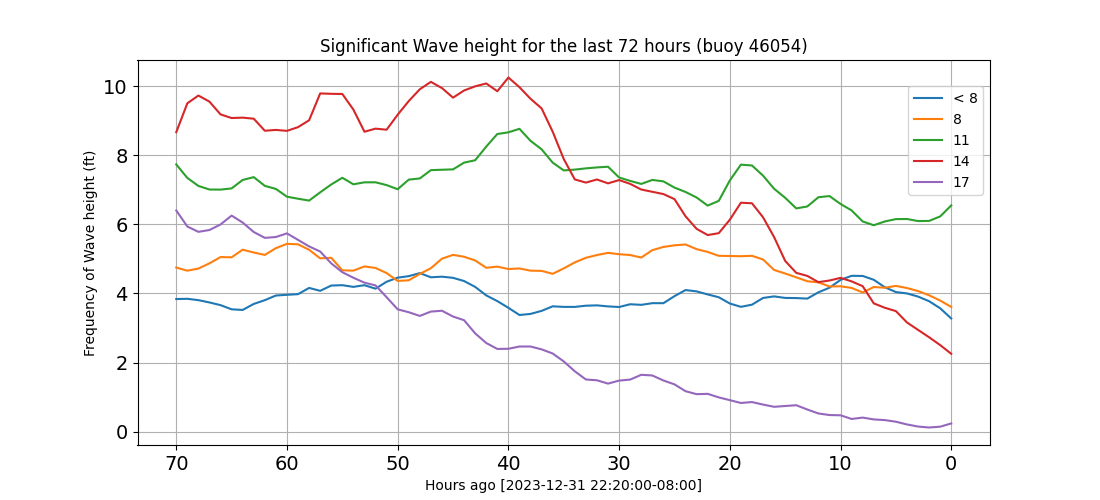 Significant Wave height for the last 72 hours (buoy 46054)
Frequency of Wave height (ft)
10
8
6
4
2
0
< 8
8
11
14
17
70 60 50 40 30 20 10 0
Hours ago [2023-12-31 22:20:00-08:00]